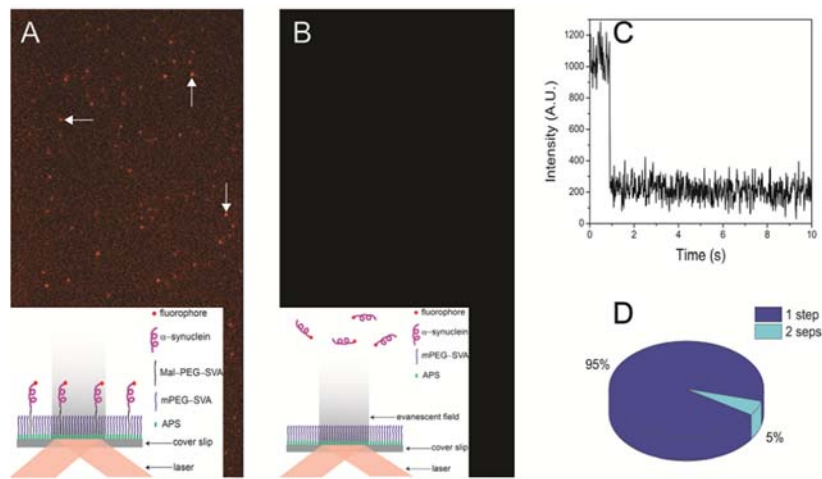 A
fluorophore
α-synuclein
Mal-PEG-SVA
mPEG-SVA
APS
cover slip
laser
B
fluorophore
α-synuclein
mPEG-SVA
APS
evanescent field
cover slip
laser
C
1200
1000
800
600
400
200
0
Intensity (A.U.)
0 2 4 6 8 10
Time (s)
D
1 step
2 seps
95%
5%